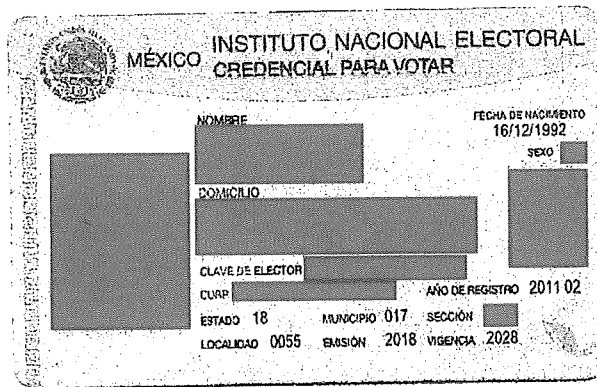 MÉXICO INSTITUTO NACIONAL ELECTORAL
CREDENCIAL PARA VOTAR
NOMBRE
FECHA DE NACIMIENTO
16/12/1992
SEXO
DOMICILIO
CLAVE DE ELECTOR
CURP
AÑO DE REGISTRO 2011 02
ESTADO 18 MUNICIPIO 017 SECCIÓN
LOCALIDAD 0055 EMISIÓN 2018 VIGENCIA 2028